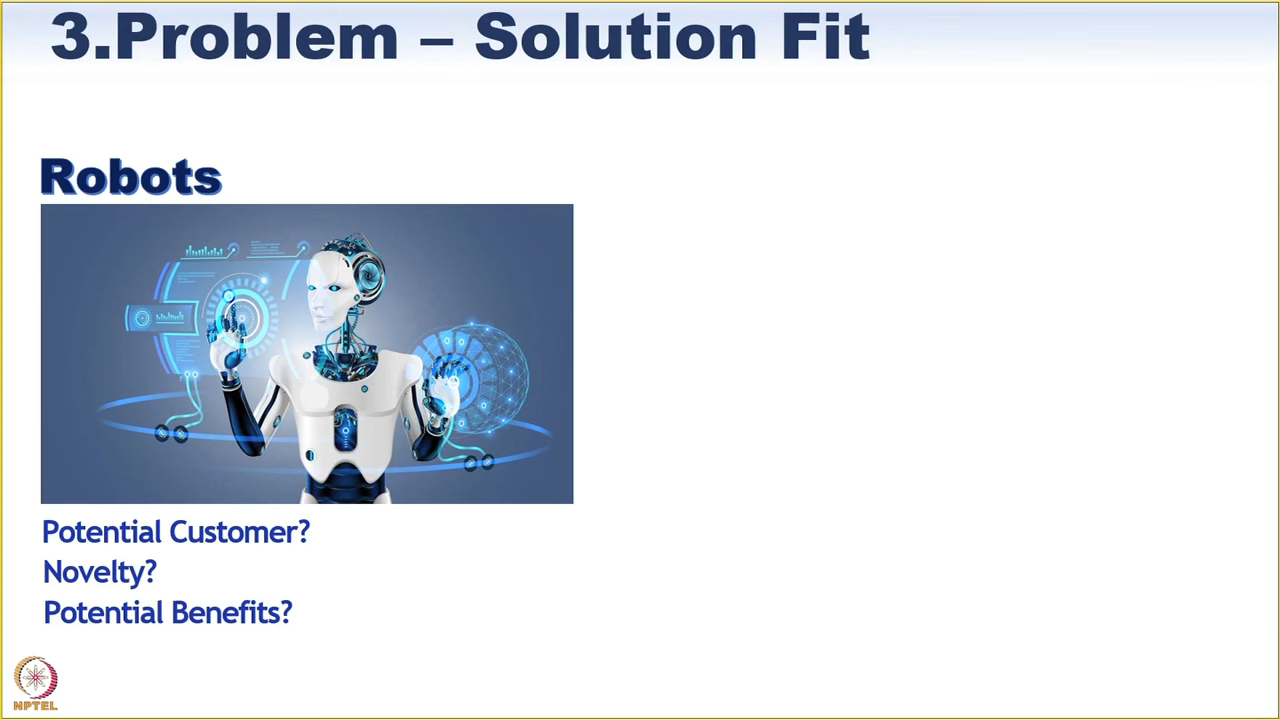 3.Problem – Solution Fit
Robots
Potential Customer?
Novelty?
Potential Benefits?
NPTEL